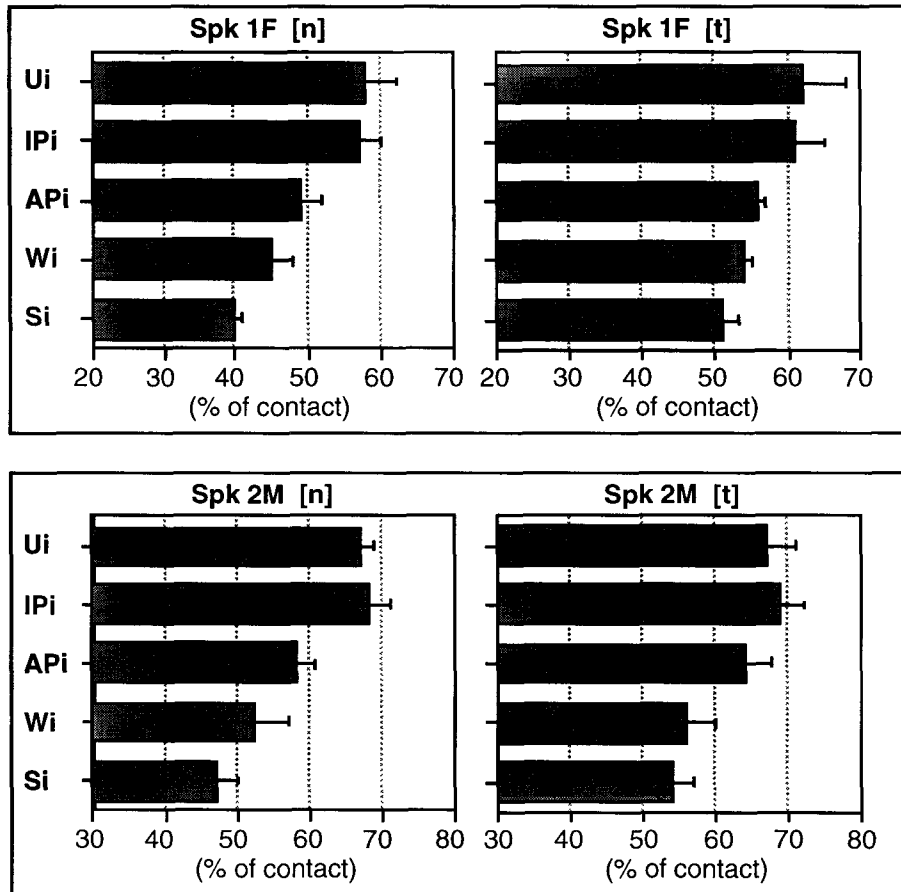 Spk 1F [n]
Spk 1F [t]
Ui
IPi
APi
Wi
Si
20 30 40 50 60 70
20 30 40 50 60 70
(% of contact)
(% of contact)
Spk 2M [n]
Spk 2M [t]
Ui
IPi
APi
Wi
Si
30 40 50 60 70 80
30 40 50 60 70 80
(% of contact)
(% of contact)